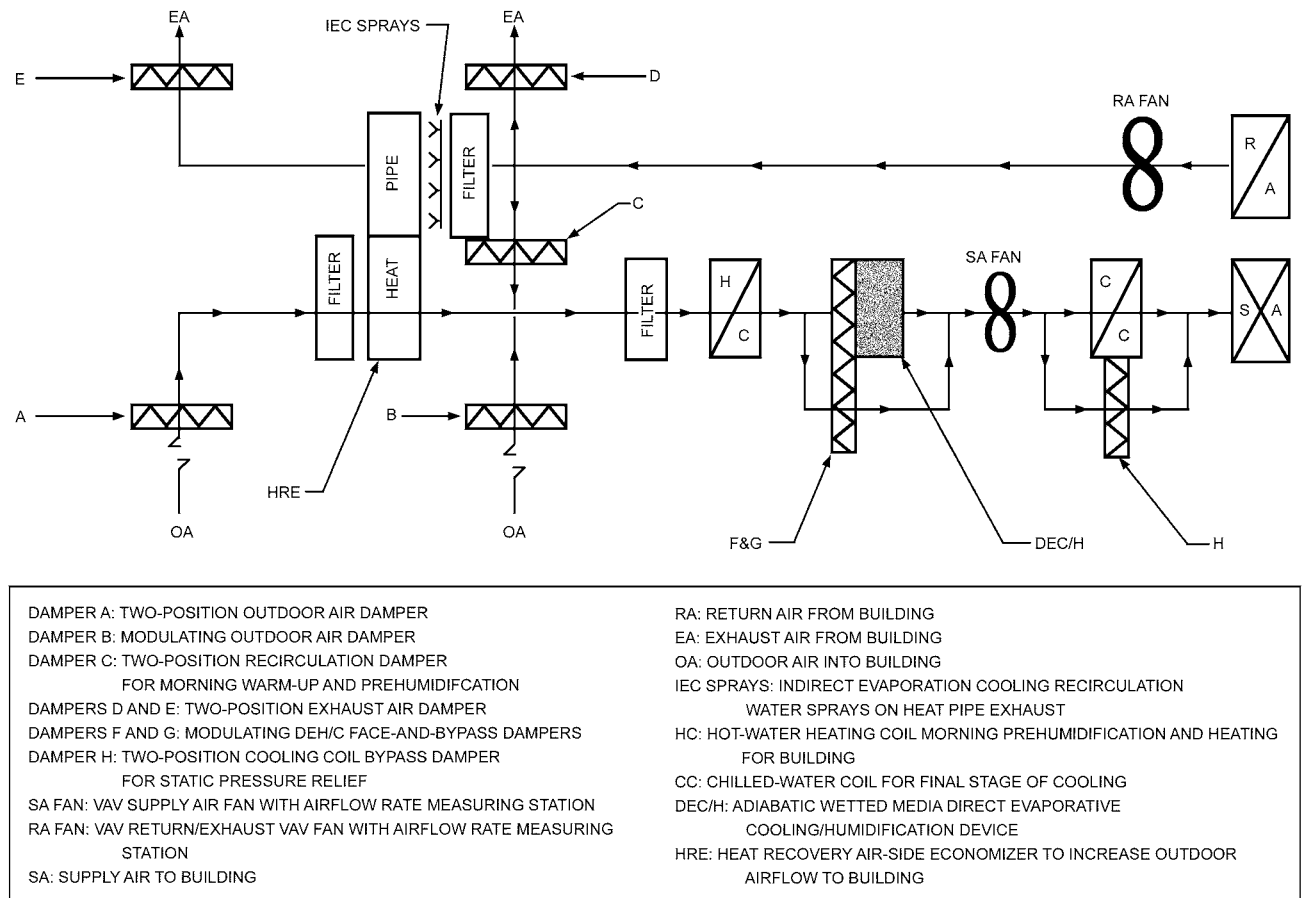 EA
IEC SPRAYS
EA
E
D
RA FAN
PIPE
FILTER
R
A
C
FILTER
HEAT
FILTER
H
C
SA FAN
C
C
S A
A
B
HRE
OA
OA
F&G
DEC/H
H
DAMPER A: TWO-POSITION OUTDOOR AIR DAMPER
DAMPER B: MODULATING OUTDOOR AIR DAMPER
DAMPER C: TWO-POSITION RECIRCULATION DAMPER
FOR MORNING WARM-UP AND PREHUMIDIFCATION
DAMPERS D AND E: TWO-POSITION EXHAUST AIR DAMPER
DAMPERS F AND G: MODULATING DEH/C FACE-AND-BYPASS DAMPERS
DAMPER H: TWO-POSITION COOLING COIL BYPASS DAMPER
FOR STATIC PRESSURE RELIEF
SA FAN: VAV SUPPLY AIR FAN WITH AIRFLOW RATE MEASURING STATION
RA FAN: VAV RETURN/EXHAUST VAV FAN WITH AIRFLOW RATE MEASURING
STATION
SA: SUPPLY AIR TO BUILDING
RA: RETURN AIR FROM BUILDING
EA: EXHAUST AIR FROM BUILDING
OA: OUTDOOR AIR INTO BUILDING
IEC SPRAYS: INDIRECT EVAPORATION COOLING RECIRCULATION
WATER SPRAYS ON HEAT PIPE EXHAUST
HC: HOT-WATER HEATING COIL MORNING PREHUMIDIFICATION AND HEATING
FOR BUILDING
CC: CHILLED-WATER COIL FOR FINAL STAGE OF COOLING
DEC/H: ADIABATIC WETTED MEDIA DIRECT EVAPORATIVE
COOLING/HUMIDIFICATION DEVICE
HRE: HEAT RECOVERY AIR-SIDE ECONOMIZER TO INCREASE OUTDOOR
AIRFLOW TO BUILDING